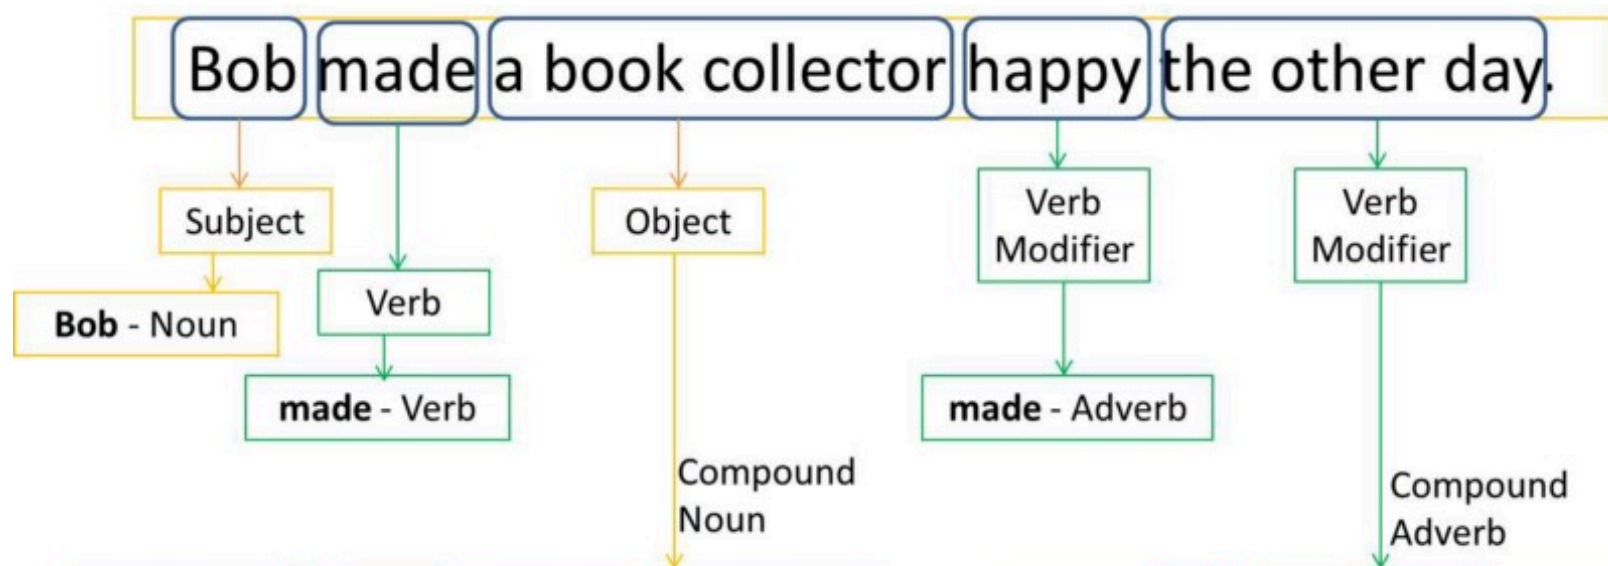 Bob made a book collector happy the other day.
Subject
Object
Verb
Modifier
Verb
Modifier
Bob - Noun
Verb
made - Verb
made - Adverb
Compound
Noun
Compound
Adverb